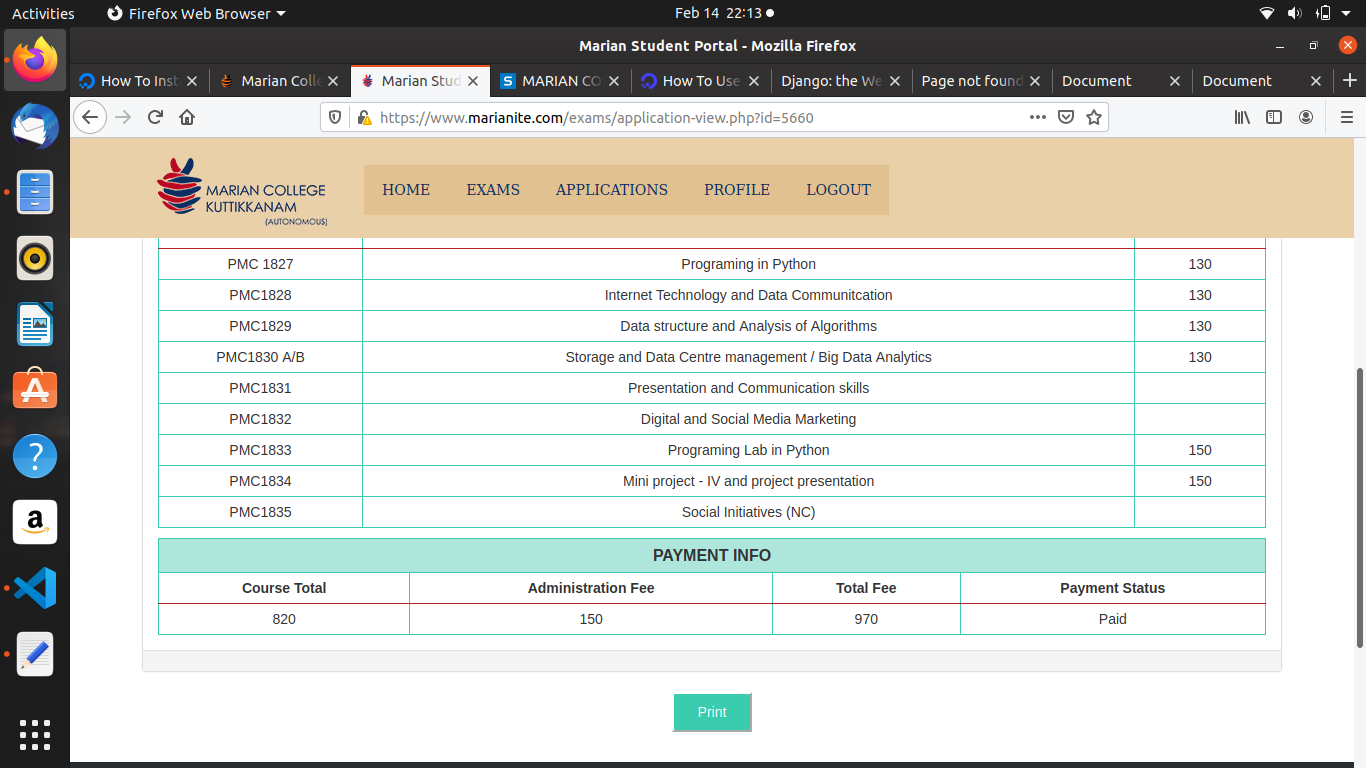 Activities Firefox Web Browser Feb 14 22:13
Marian Student Portal - Mozilla Firefox
How To Inst Marian Colle Marian Stud MARIAN CO How To Use Django: the We Page not found Document Document
https://www.marianite.com/exams/application-view.php?id=5660
MARIAN COLLEGE
KUTTIKKANAM
(AUTONOMOUS)
HOME EXAMS APPLICATIONS PROFILE LOGOUT
PMC 1827 Programing in Python 130
PMC1828 Internet Technology and Data Communitcation 130
PMC1829 Data structure and Analysis of Algorithms 130
PMC1830 A/B Storage and Data Centre management / Big Data Analytics 130
PMC1831 Presentation and Communication skills
PMC1832 Digital and Social Media Marketing
PMC1833 Programing Lab in Python 150
PMC1834 Mini project - IV and project presentation 150
PMC1835 Social Initiatives (NC)
PAYMENT INFO
Course Total Administration Fee Total Fee Payment Status
820 150 970 Paid
Print